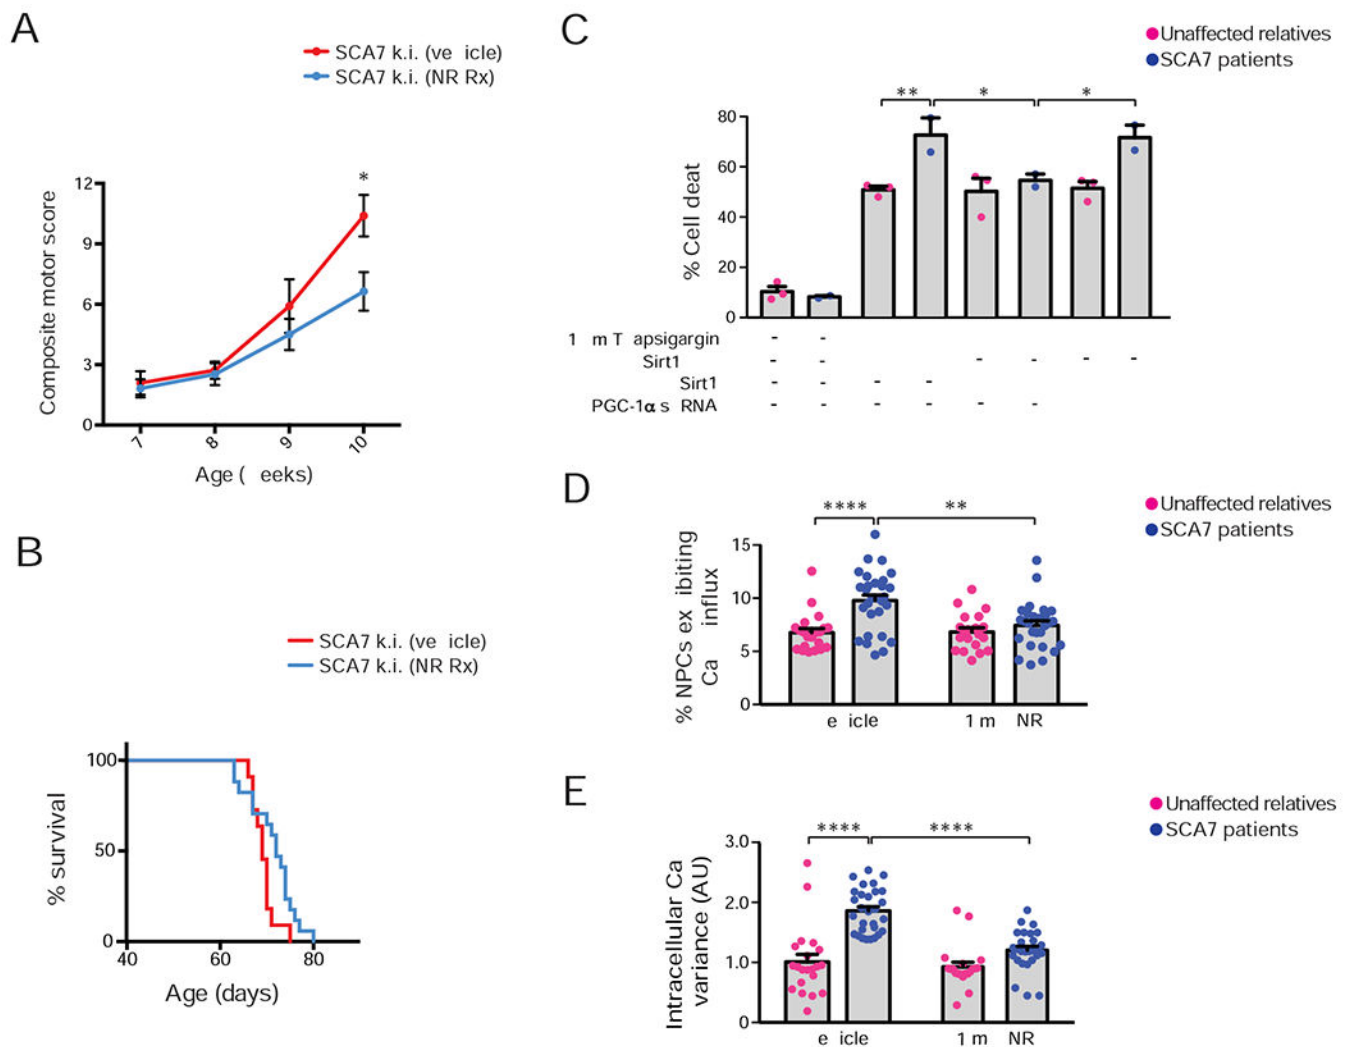 A
SCA7 k.i. (ve icle)
SCA7 k.i. (NR Rx)
Composite motor score
12
9
6
3
0
*
7 8 9 10
Age ( eeks)
B
SCA7 k.i. (ve icle)
SCA7 k.i. (NR Rx)
% survival
100
50
0
40 60 80
Age (days)
C
Unaffected relatives
SCA7 patients
** * *
% Cell deat
80
60
40
20
0
1 m T apsigargin - -
Sirt1 - - - - - -
Sirt1 - - - -
PGC-1α s RNA - - - - - -
D
Unaffected relatives
SCA7 patients
**** **
% NPCs ex ibiting
Ca influx
15
10
5
0
e icle 1 m NR
E
Unaffected relatives
SCA7 patients
**** ****
Intracellular Ca
variance (AU)
3.0
2.0
1.0
0
e icle 1 m NR